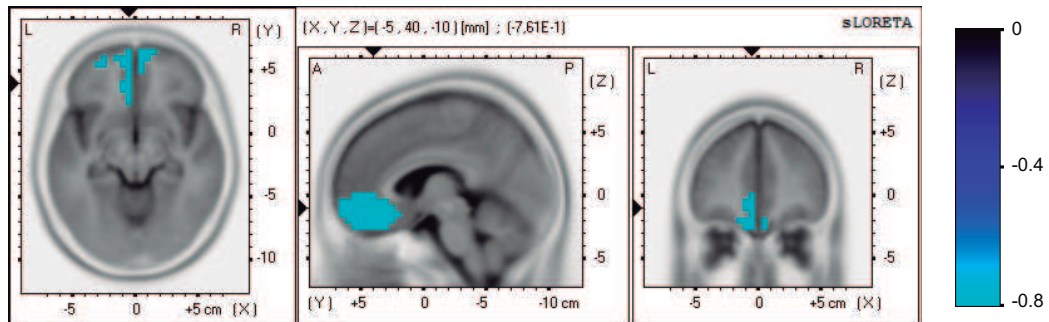 L R (Y)
+5
0
-5
-10
-5 0 +5 cm (X)
(X, Y, Z)=( -5, 40, -10) [mm] ; (-7,61E-1) sLORETA
A P (Z)
+5
0
-5
(Y) +5 0 -5 -10 cm
L R (Z)
+5
0
-5
-5 0 +5 cm (X)
0
-0.4
-0.8